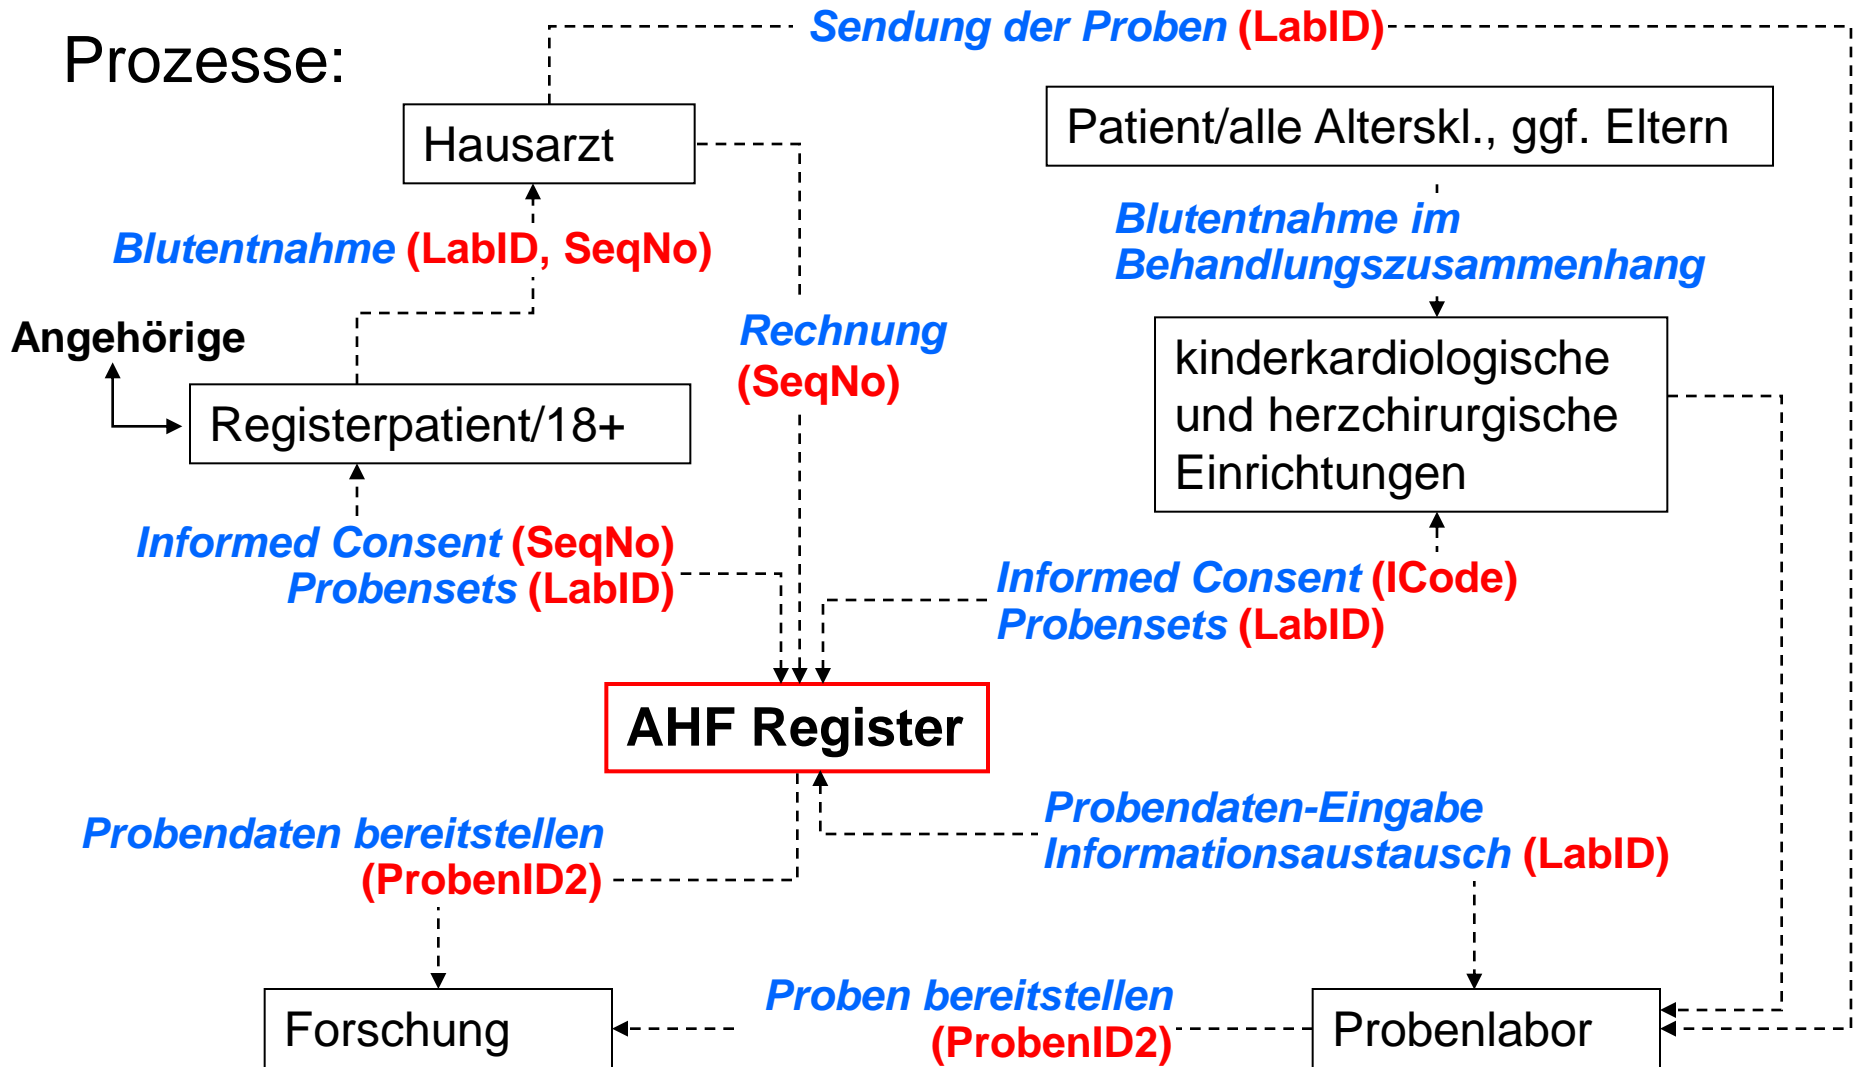 Sendung der Proben (LabID)
Prozesse:
Hausarzt
Patient/alle Alterskl., ggf. Eltern
Blutentnahme (LabID, SeqNo)
Blutentnahme im
Behandlungszusammenhang
Angehörige
Rechnung
(SeqNo)
Registerpatient/18+
kinderkardiologische
und herzchirurgische
Einrichtungen
Informed Consent (SeqNo)
Probensets (LabID)
Informed Consent (ICode)
Probensets (LabID)
AHF Register
Probendaten bereitstellen
(ProbenID2)
Probendaten-Eingabe
Informationsaustausch (LabID)
Forschung
Proben bereitstellen
(ProbenID2)
Probenlabor